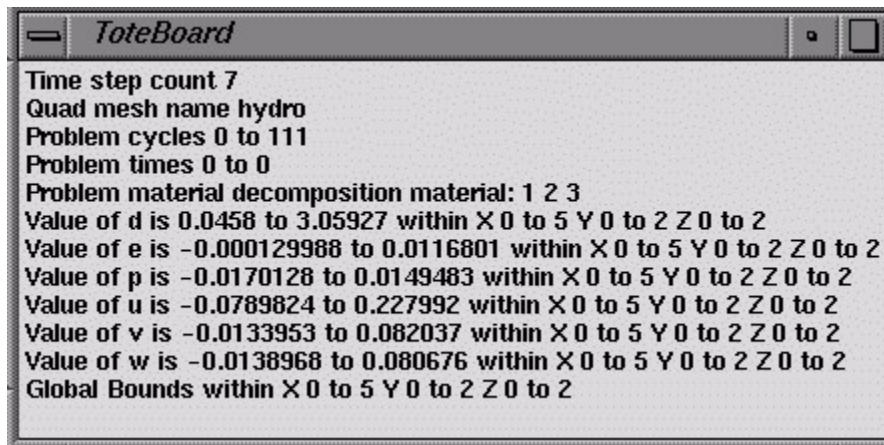 ToteBoard
Time step count 7
Quad mesh name hydro
Problem cycles 0 to 111
Problem times 0 to 0
Problem material decomposition material: 1 2 3
Value of d is 0.0458 to 3.05927 within X 0 to 5 Y 0 to 2 Z 0 to 2
Value of e is -0.000129988 to 0.0116801 within X 0 to 5 Y 0 to 2 Z 0 to 2
Value of p is -0.0170128 to 0.0149483 within X 0 to 5 Y 0 to 2 Z 0 to 2
Value of u is -0.0789824 to 0.227992 within X 0 to 5 Y 0 to 2 Z 0 to 2
Value of v is -0.0133953 to 0.082037 within X 0 to 5 Y 0 to 2 Z 0 to 2
Value of w is -0.0138968 to 0.080676 within X 0 to 5 Y 0 to 2 Z 0 to 2
Global Bounds within X 0 to 5 Y 0 to 2 Z 0 to 2